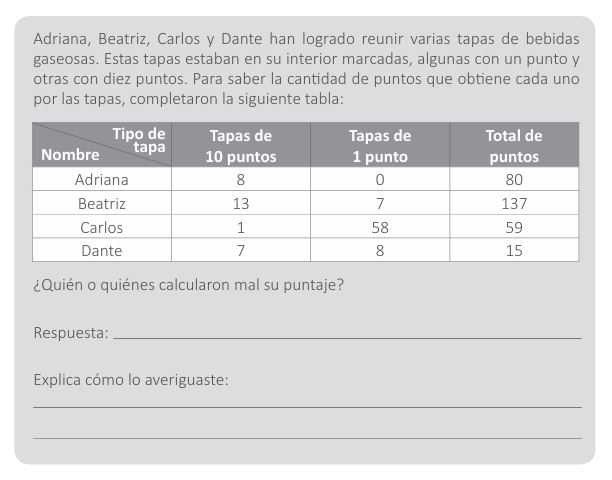 Adriana, Beatriz, Carlos y Dante han logrado reunir varias tapas de bebidas
gaseosas. Estas tapas estaban en su interior marcadas, algunas con un punto y
otras con diez puntos. Para saber la cantidad de puntos que obtiene cada uno
por las tapas, completaron la siguiente tabla:
Tipo de tapa
Nombre
Tapas de 10 puntos
Tapas de 1 punto
Total de puntos
Adriana 8 0 80
Beatriz 13 7 137
Carlos 1 58 59
Dante 7 8 15
¿Quién o quiénes calcularon mal su puntaje?
Respuesta:
Explica cómo lo averiguaste: